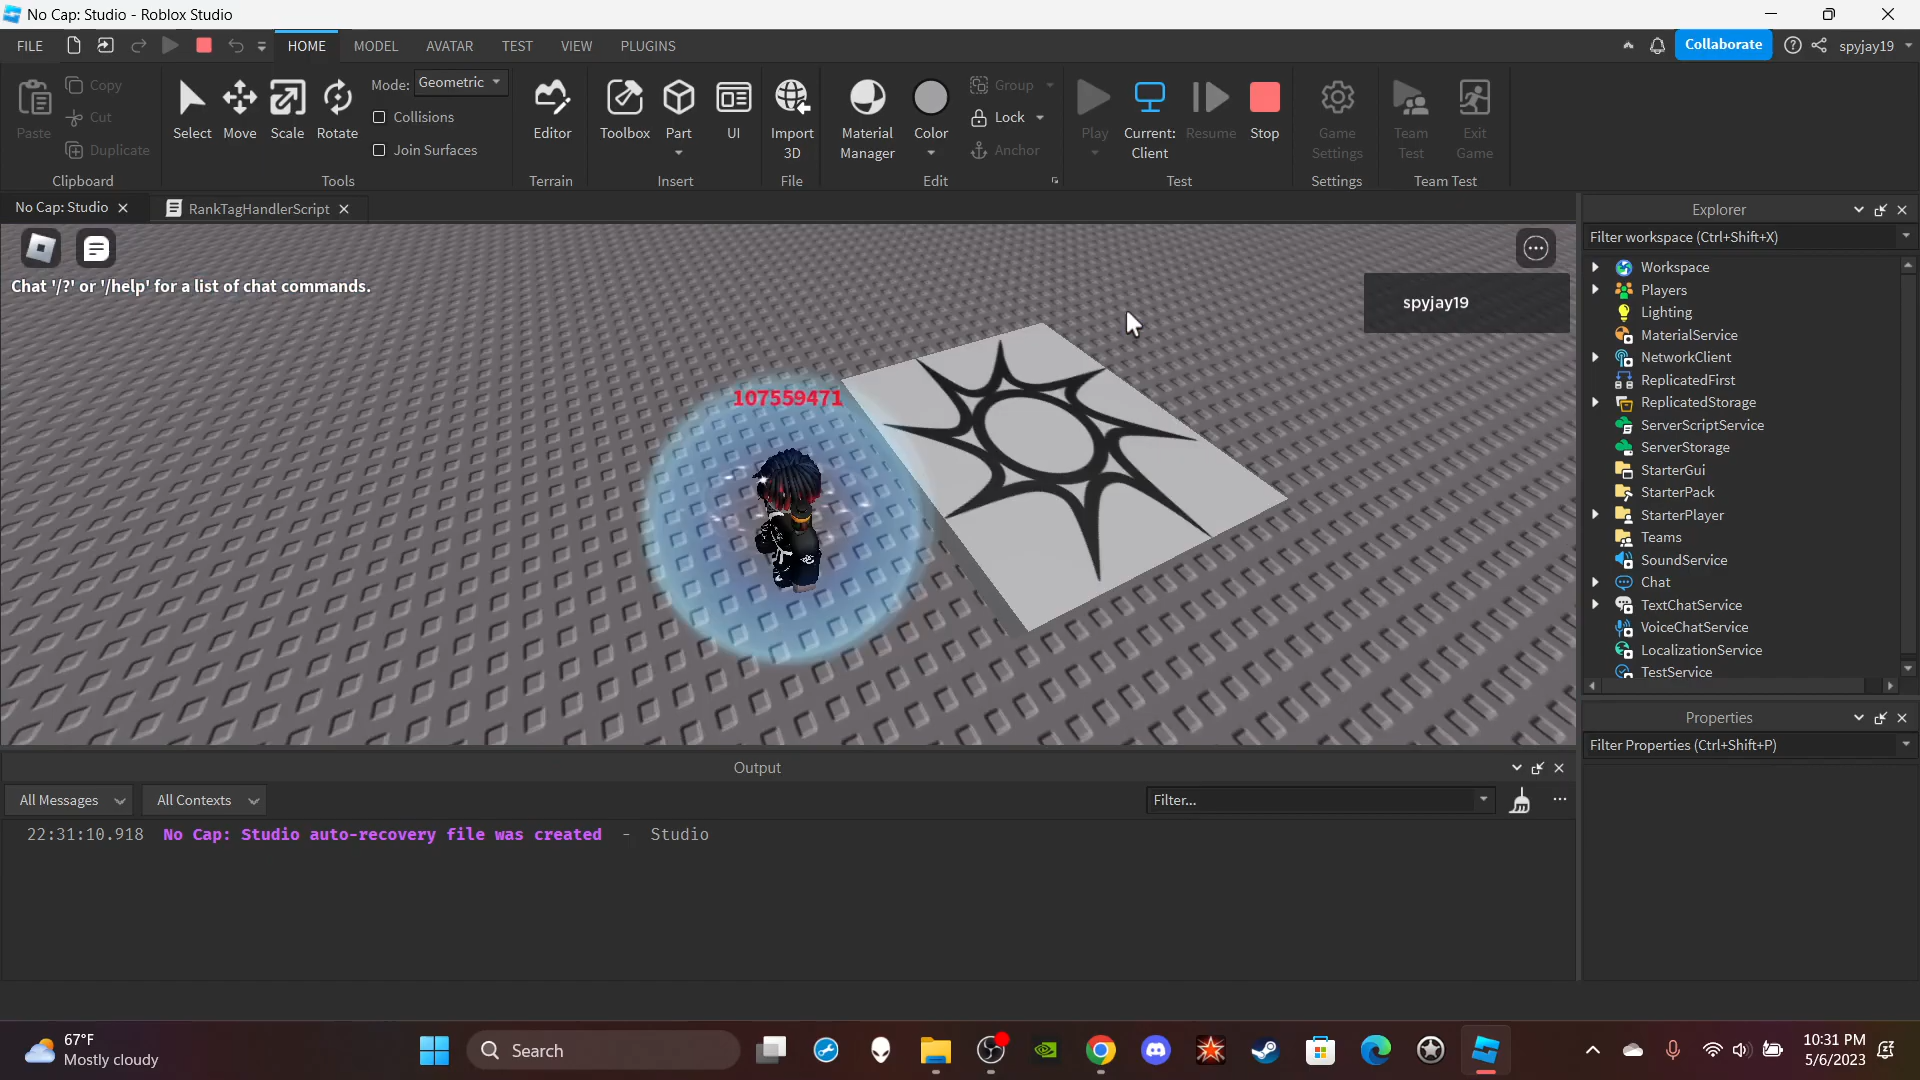 No Cap: Studio - Roblox Studio
FILE
HOME
MODEL
AVATAR
TEST
VIEW
PLUGINS
Collaborate
spyjay19
Paste
Copy
Cut
Duplicate
Clipboard
Select
Move
Scale
Rotate
Mode:
Geometric
Collisions
Join Surfaces
Tools
Editor
Terrain
Toolbox
Part
UI
Insert
Import
3D
File
Material
Manager
Color
Group
Lock
Anchor
Edit
Play
Current:
Client
Resume
Stop
Test
Game
Settings
Settings
Team
Test
Exit
Game
Team Test
No Cap: Studio
RankTagHandlerScript
Chat '/?' or '/help' for a list of chat commands.
spyjay19
107559471
Explorer
Filter workspace (Ctrl+Shift+X)
Workspace
Players
Lighting
MaterialService
NetworkClient
ReplicatedFirst
ReplicatedStorage
ServerScriptService
ServerStorage
StarterGui
StarterPack
StarterPlayer
Teams
SoundService
Chat
TextChatService
VoiceChatService
LocalizationService
TestService
Properties
Filter Properties (Ctrl+Shift+P)
Output
All Messages
All Contexts
Filter...
22:31:10.918 No Cap: Studio auto-recovery file was created - Studio
67°F
Mostly cloudy
Search
10:31 PM
5/6/2023